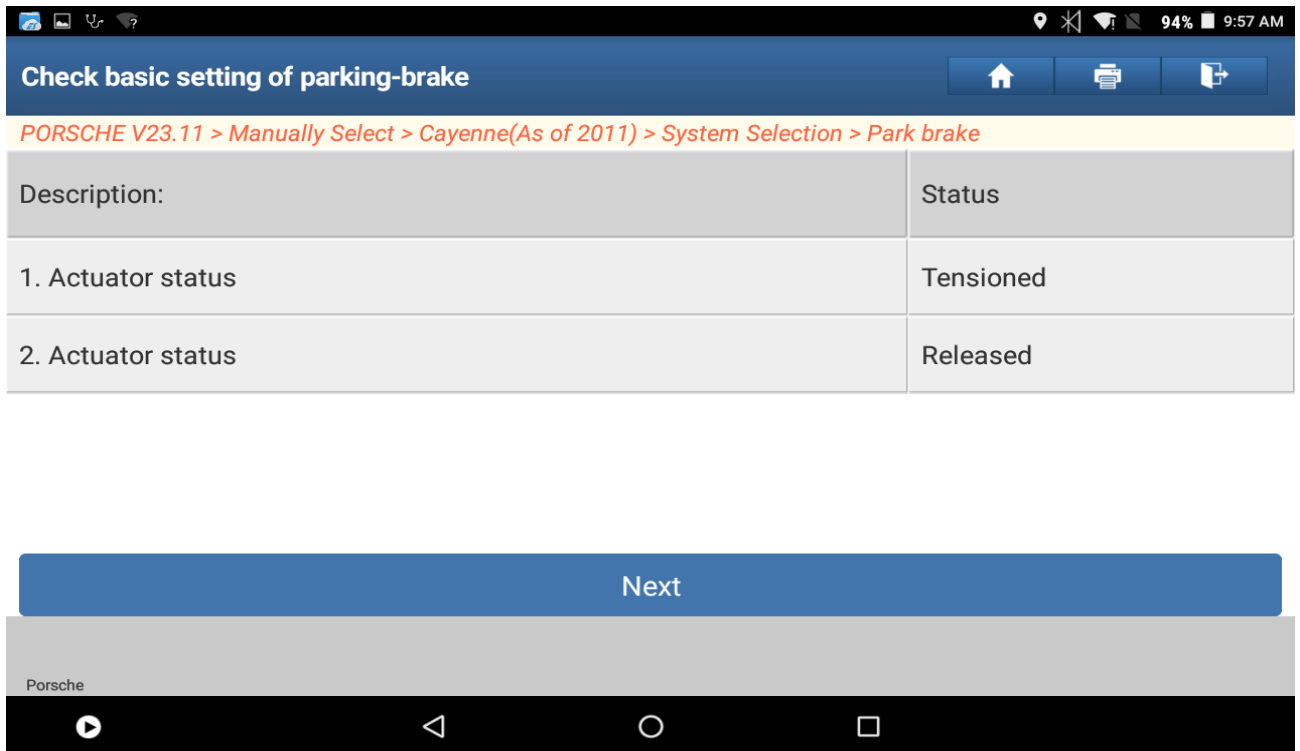 94% 9:57 AM
Check basic setting of parking-brake
PORSCHE V23.11 > Manually Select > Cayenne(As of 2011) > System Selection > Park brake
Description: Status
1. Actuator status Tensioned
2. Actuator status Released
Next
Porsche